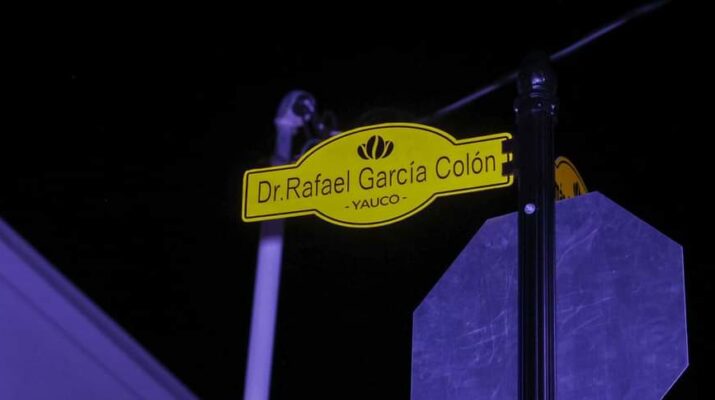 Dr.Rafael García Colón
- YAUCO -